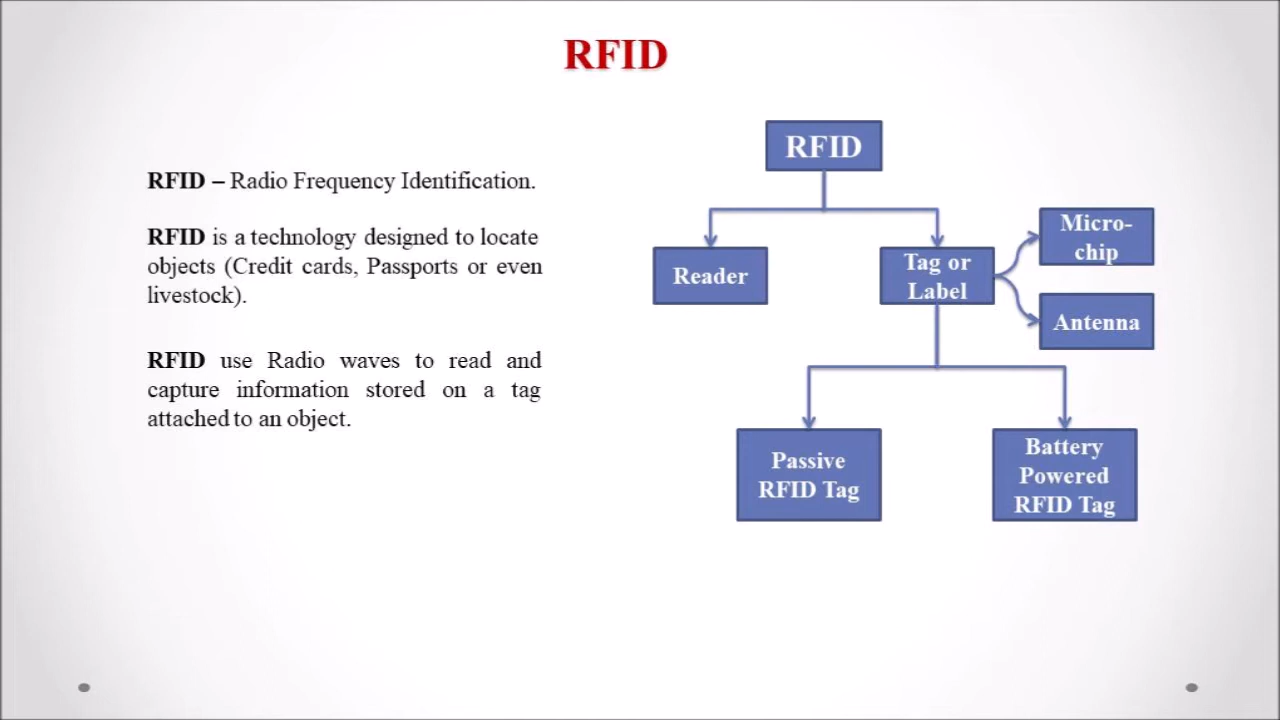 RFID
RFID – Radio Frequency Identification.
RFID is a technology designed to locate
objects (Credit cards, Passports or even
livestock).
RFID use Radio waves to read and
capture information stored on a tag
attached to an object.
RFID
Reader
Tag or
Label
Micro-
chip
Antenna
Passive
RFID Tag
Battery
Powered
RFID Tag